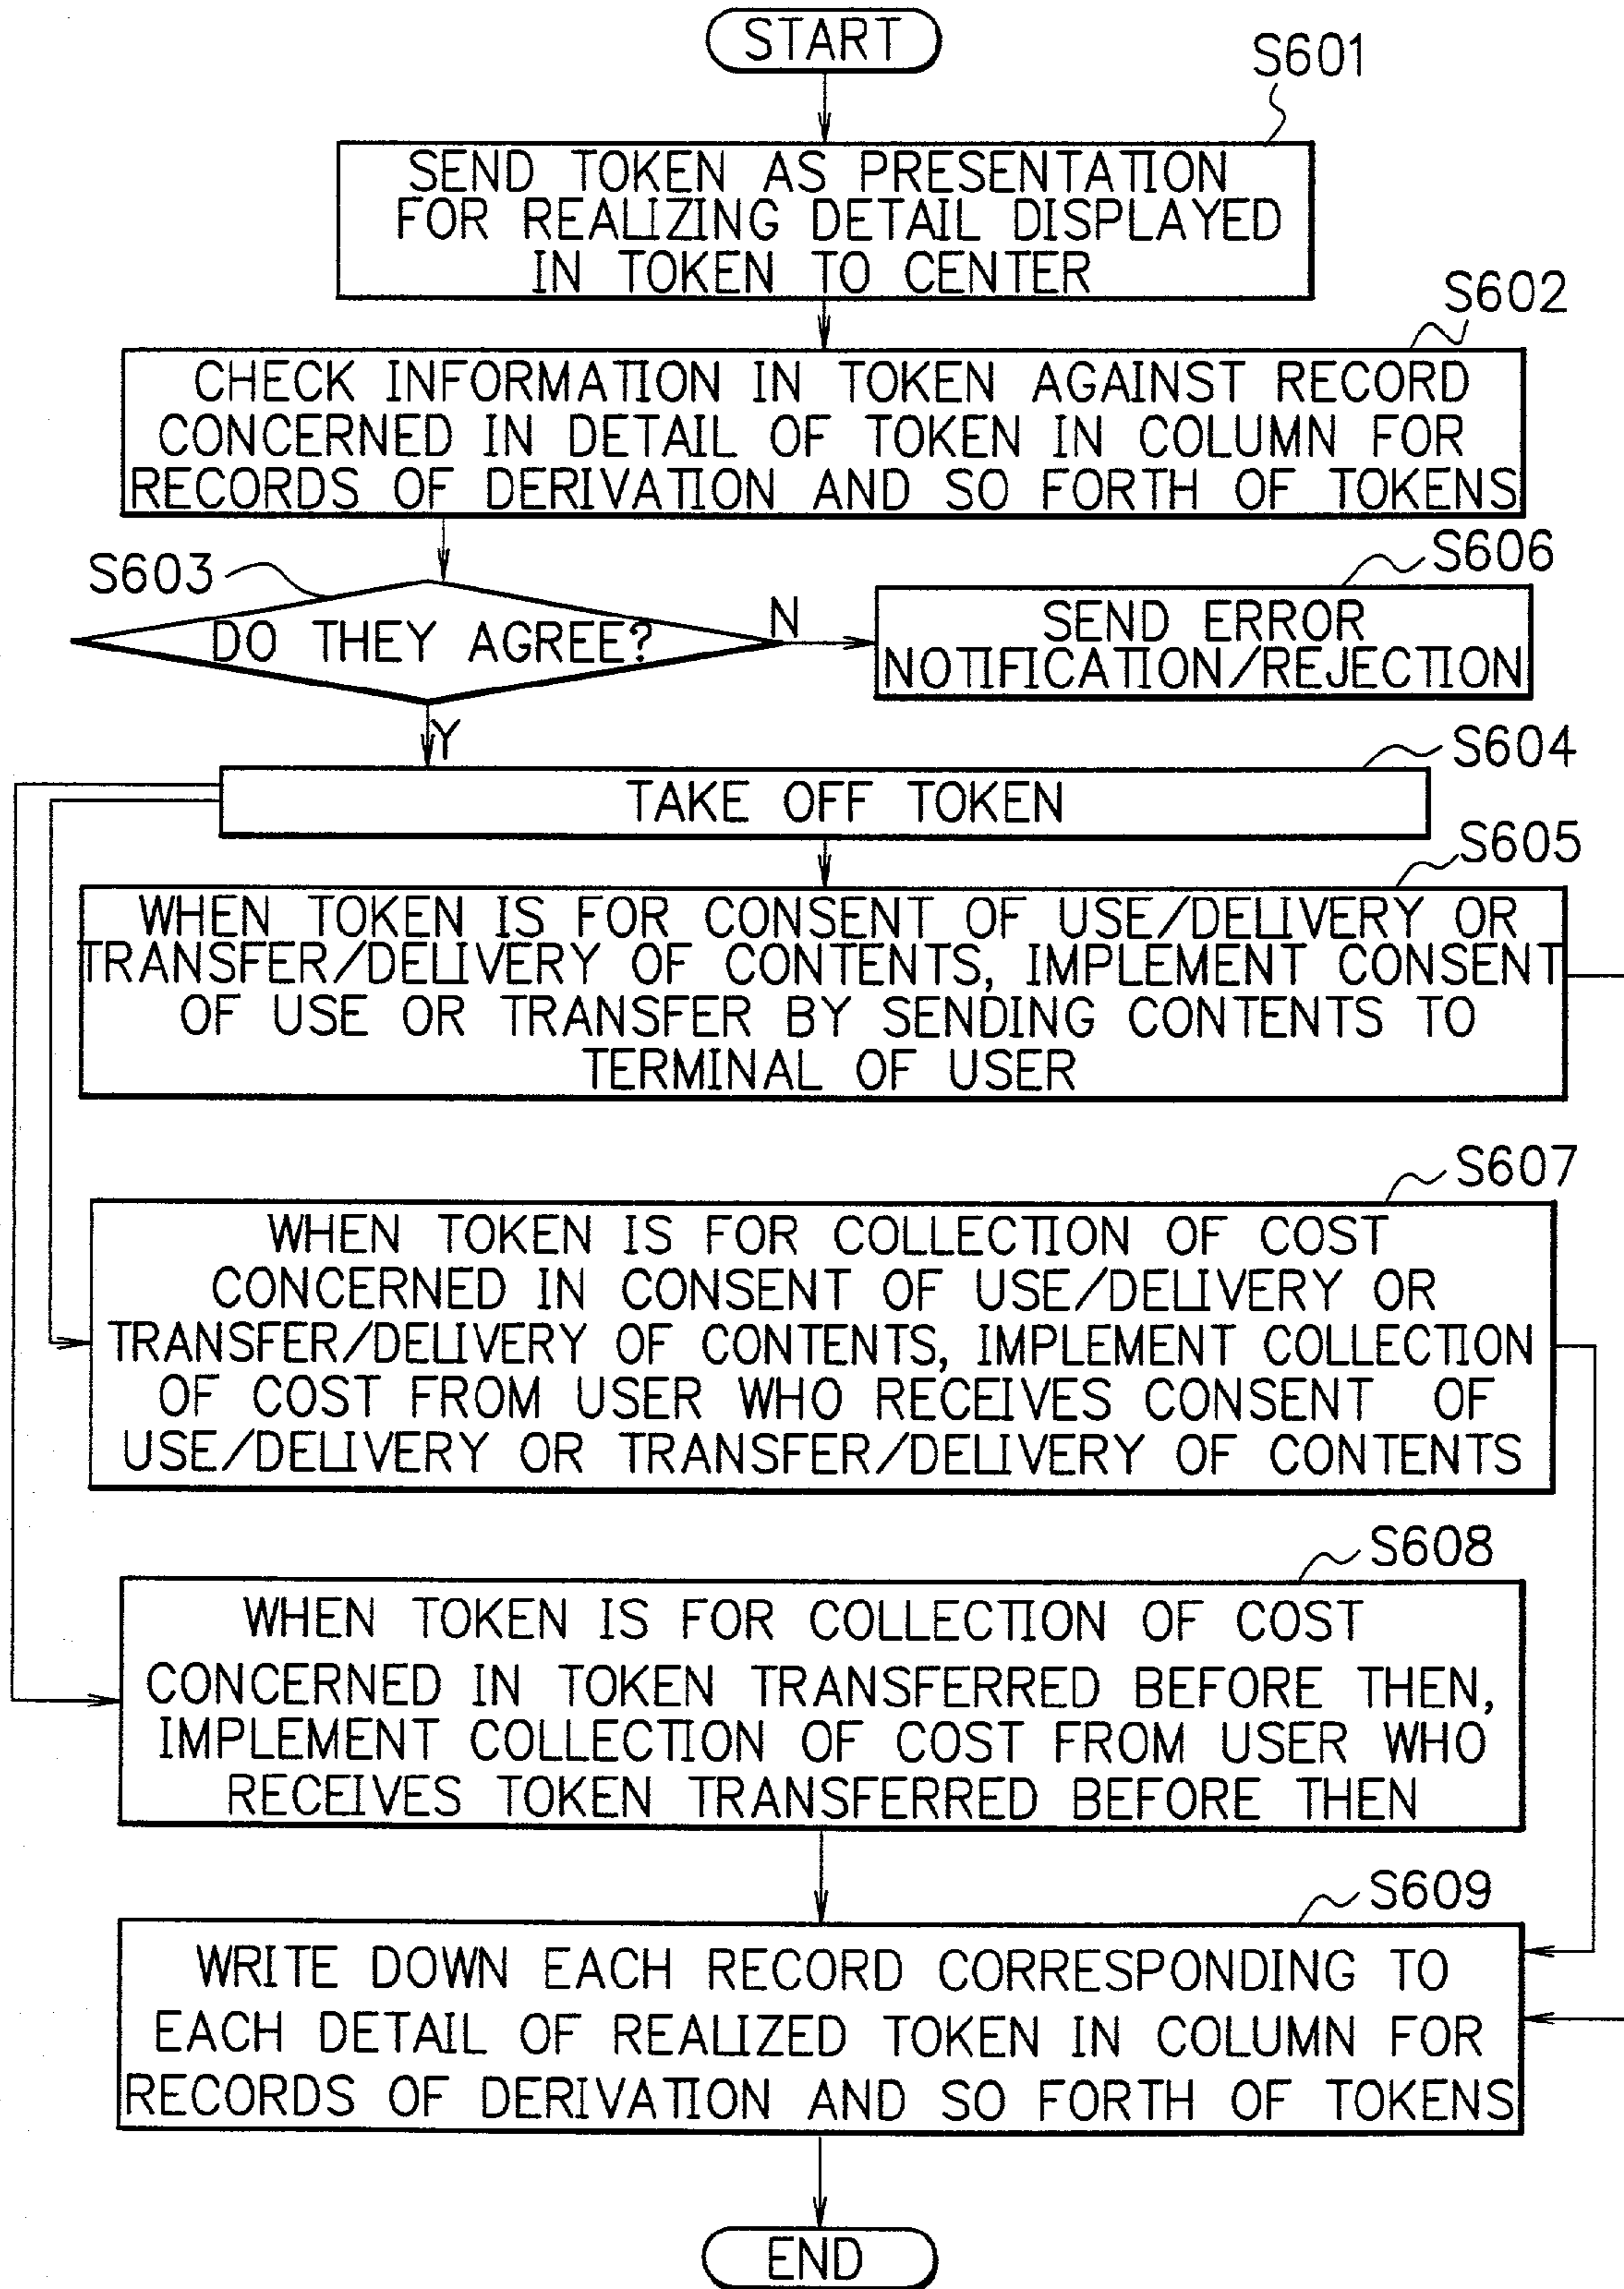 START
S601
SEND TOKEN AS PRESENTATION
FOR REALIZING DETAIL DISPLAYED
IN TOKEN TO CENTER
S602
CHECK INFORMATION IN TOKEN AGAINST RECORD
CONCERNED IN DETAIL OF TOKEN IN COLUMN FOR
RECORDS OF DERIVATION AND SO FORTH OF TOKENS
S603
DO THEY AGREE?
N
S606
SEND ERROR
NOTIFICATION/REJECTION
Y
S604
TAKE OFF TOKEN
S605
WHEN TOKEN IS FOR CONSENT OF USE/DELIVERY OR
TRANSFER/DELIVERY OF CONTENTS, IMPLEMENT CONSENT
OF USE OR TRANSFER BY SENDING CONTENTS TO
TERMINAL OF USER
S607
WHEN TOKEN IS FOR COLLECTION OF COST
CONCERNED IN CONSENT OF USE/DELIVERY OR
TRANSFER/DELIVERY OF CONTENTS, IMPLEMENT COLLECTION
OF COST FROM USER WHO RECEIVES CONSENT OF
USE/DELIVERY OR TRANSFER/DELIVERY OF CONTENTS
S608
WHEN TOKEN IS FOR COLLECTION OF COST
CONCERNED IN TOKEN TRANSFERRED BEFORE THEN,
IMPLEMENT COLLECTION OF COST FROM USER WHO
RECEIVES TOKEN TRANSFERRED BEFORE THEN
S609
WRITE DOWN EACH RECORD CORRESPONDING TO
EACH DETAIL OF REALIZED TOKEN IN COLUMN FOR
RECORDS OF DERIVATION AND SO FORTH OF TOKENS
END